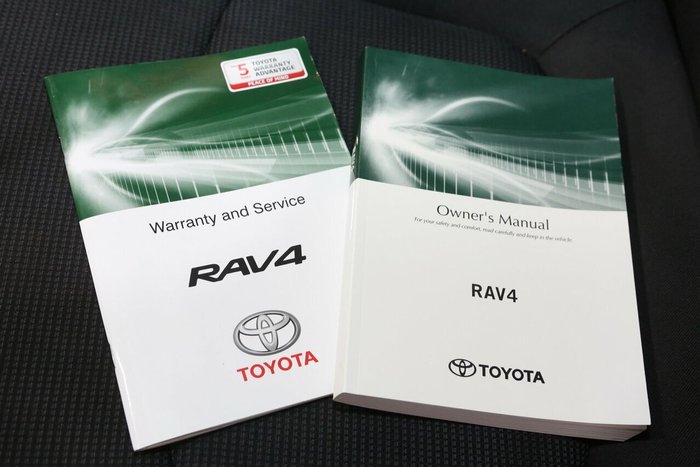 5
TOYOTA
WARRANTY
ADVANTAGE
PEACE OF MIND
Warranty and Service
RAV4
TOYOTA
Owner's Manual
For your safety and comfort, read carefully and keep in the vehicle.
RAV4
TOYOTA